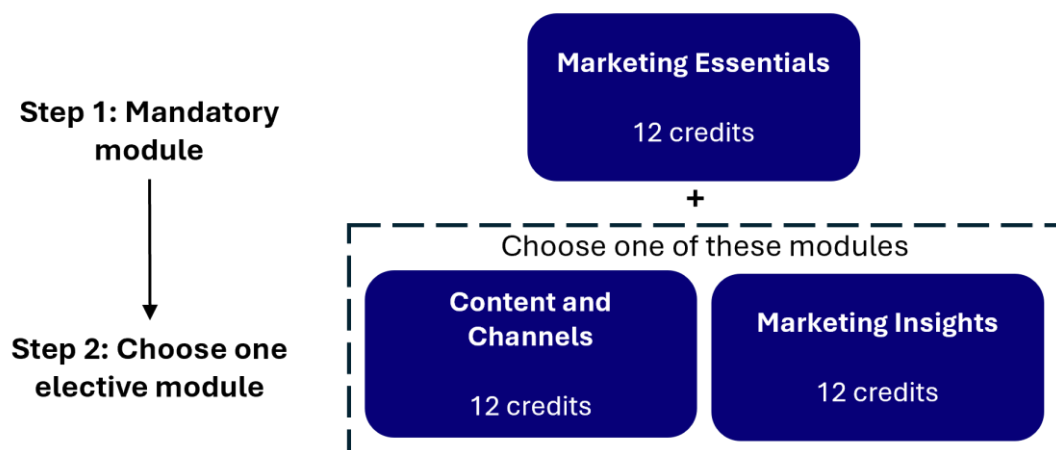 Step 1: Mandatory
module
Step 2: Choose one
elective module
Marketing Essentials
12 credits
+
Choose one of these modules
Content and
Channels
12 credits
Marketing Insights
12 credits